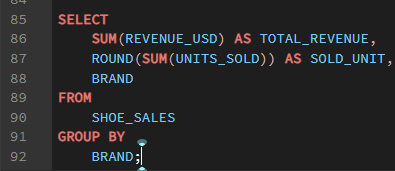 85 SELECT
86 SUM(REVENUE_USD) AS TOTAL_REVENUE,
87 ROUND(SUM(UNITS_SOLD)) AS SOLD_UNIT,
88 BRAND
89 FROM
90 SHOE_SALES
91 GROUP BY
92 BRAND;